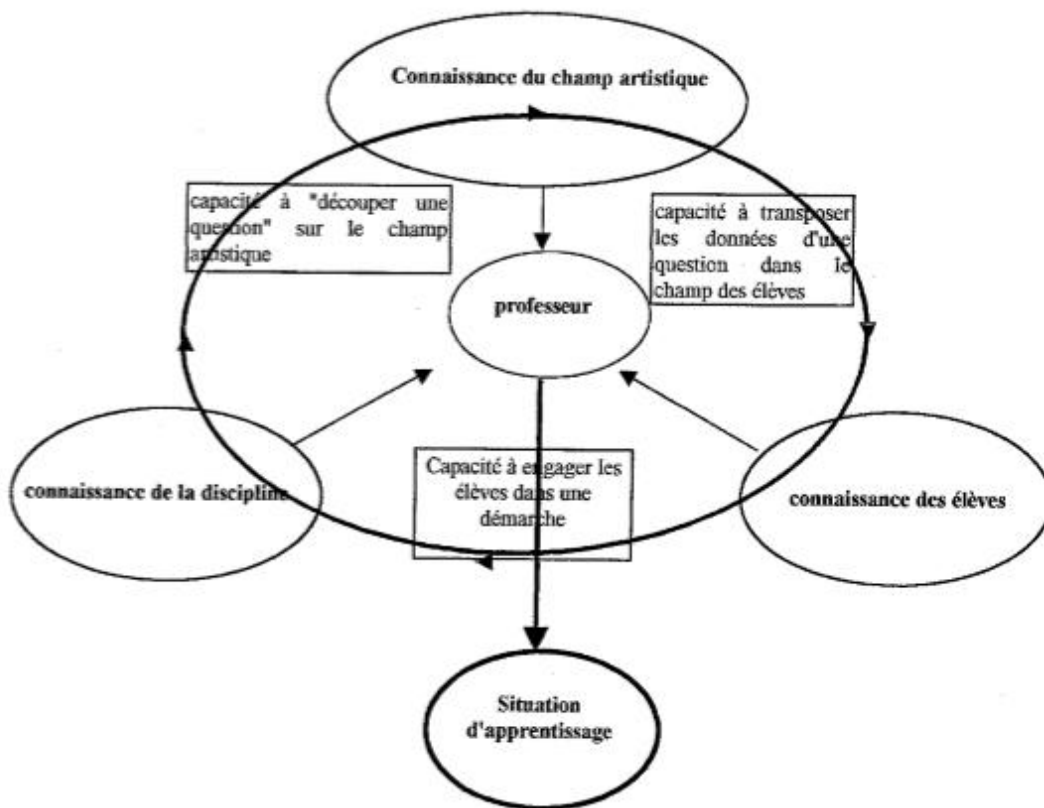 Connaissance du champ artistique
capacité à "découper une
question" sur le champ
artistique
capacité à transposer
les données d'une
question dans le
champ des élèves
professeur
connaissance de la discipline
Capacité à engager les
élèves dans une
démarche
connaissance des élèves
Situation
d'apprentissage